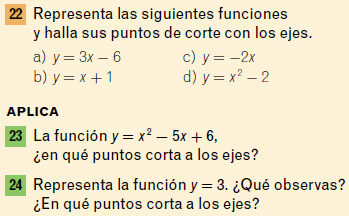 22 Representa las siguientes funciones
y halla sus puntos de corte con los ejes.
a) y = 3x – 6 c) y = –2x
b) y = x + 1 d) y = x² – 2
APLICA
23 La función y = x² – 5x + 6,
¿en qué puntos corta a los ejes?
24 Representa la función y = 3. ¿Qué observas?
¿En qué puntos corta a los ejes?